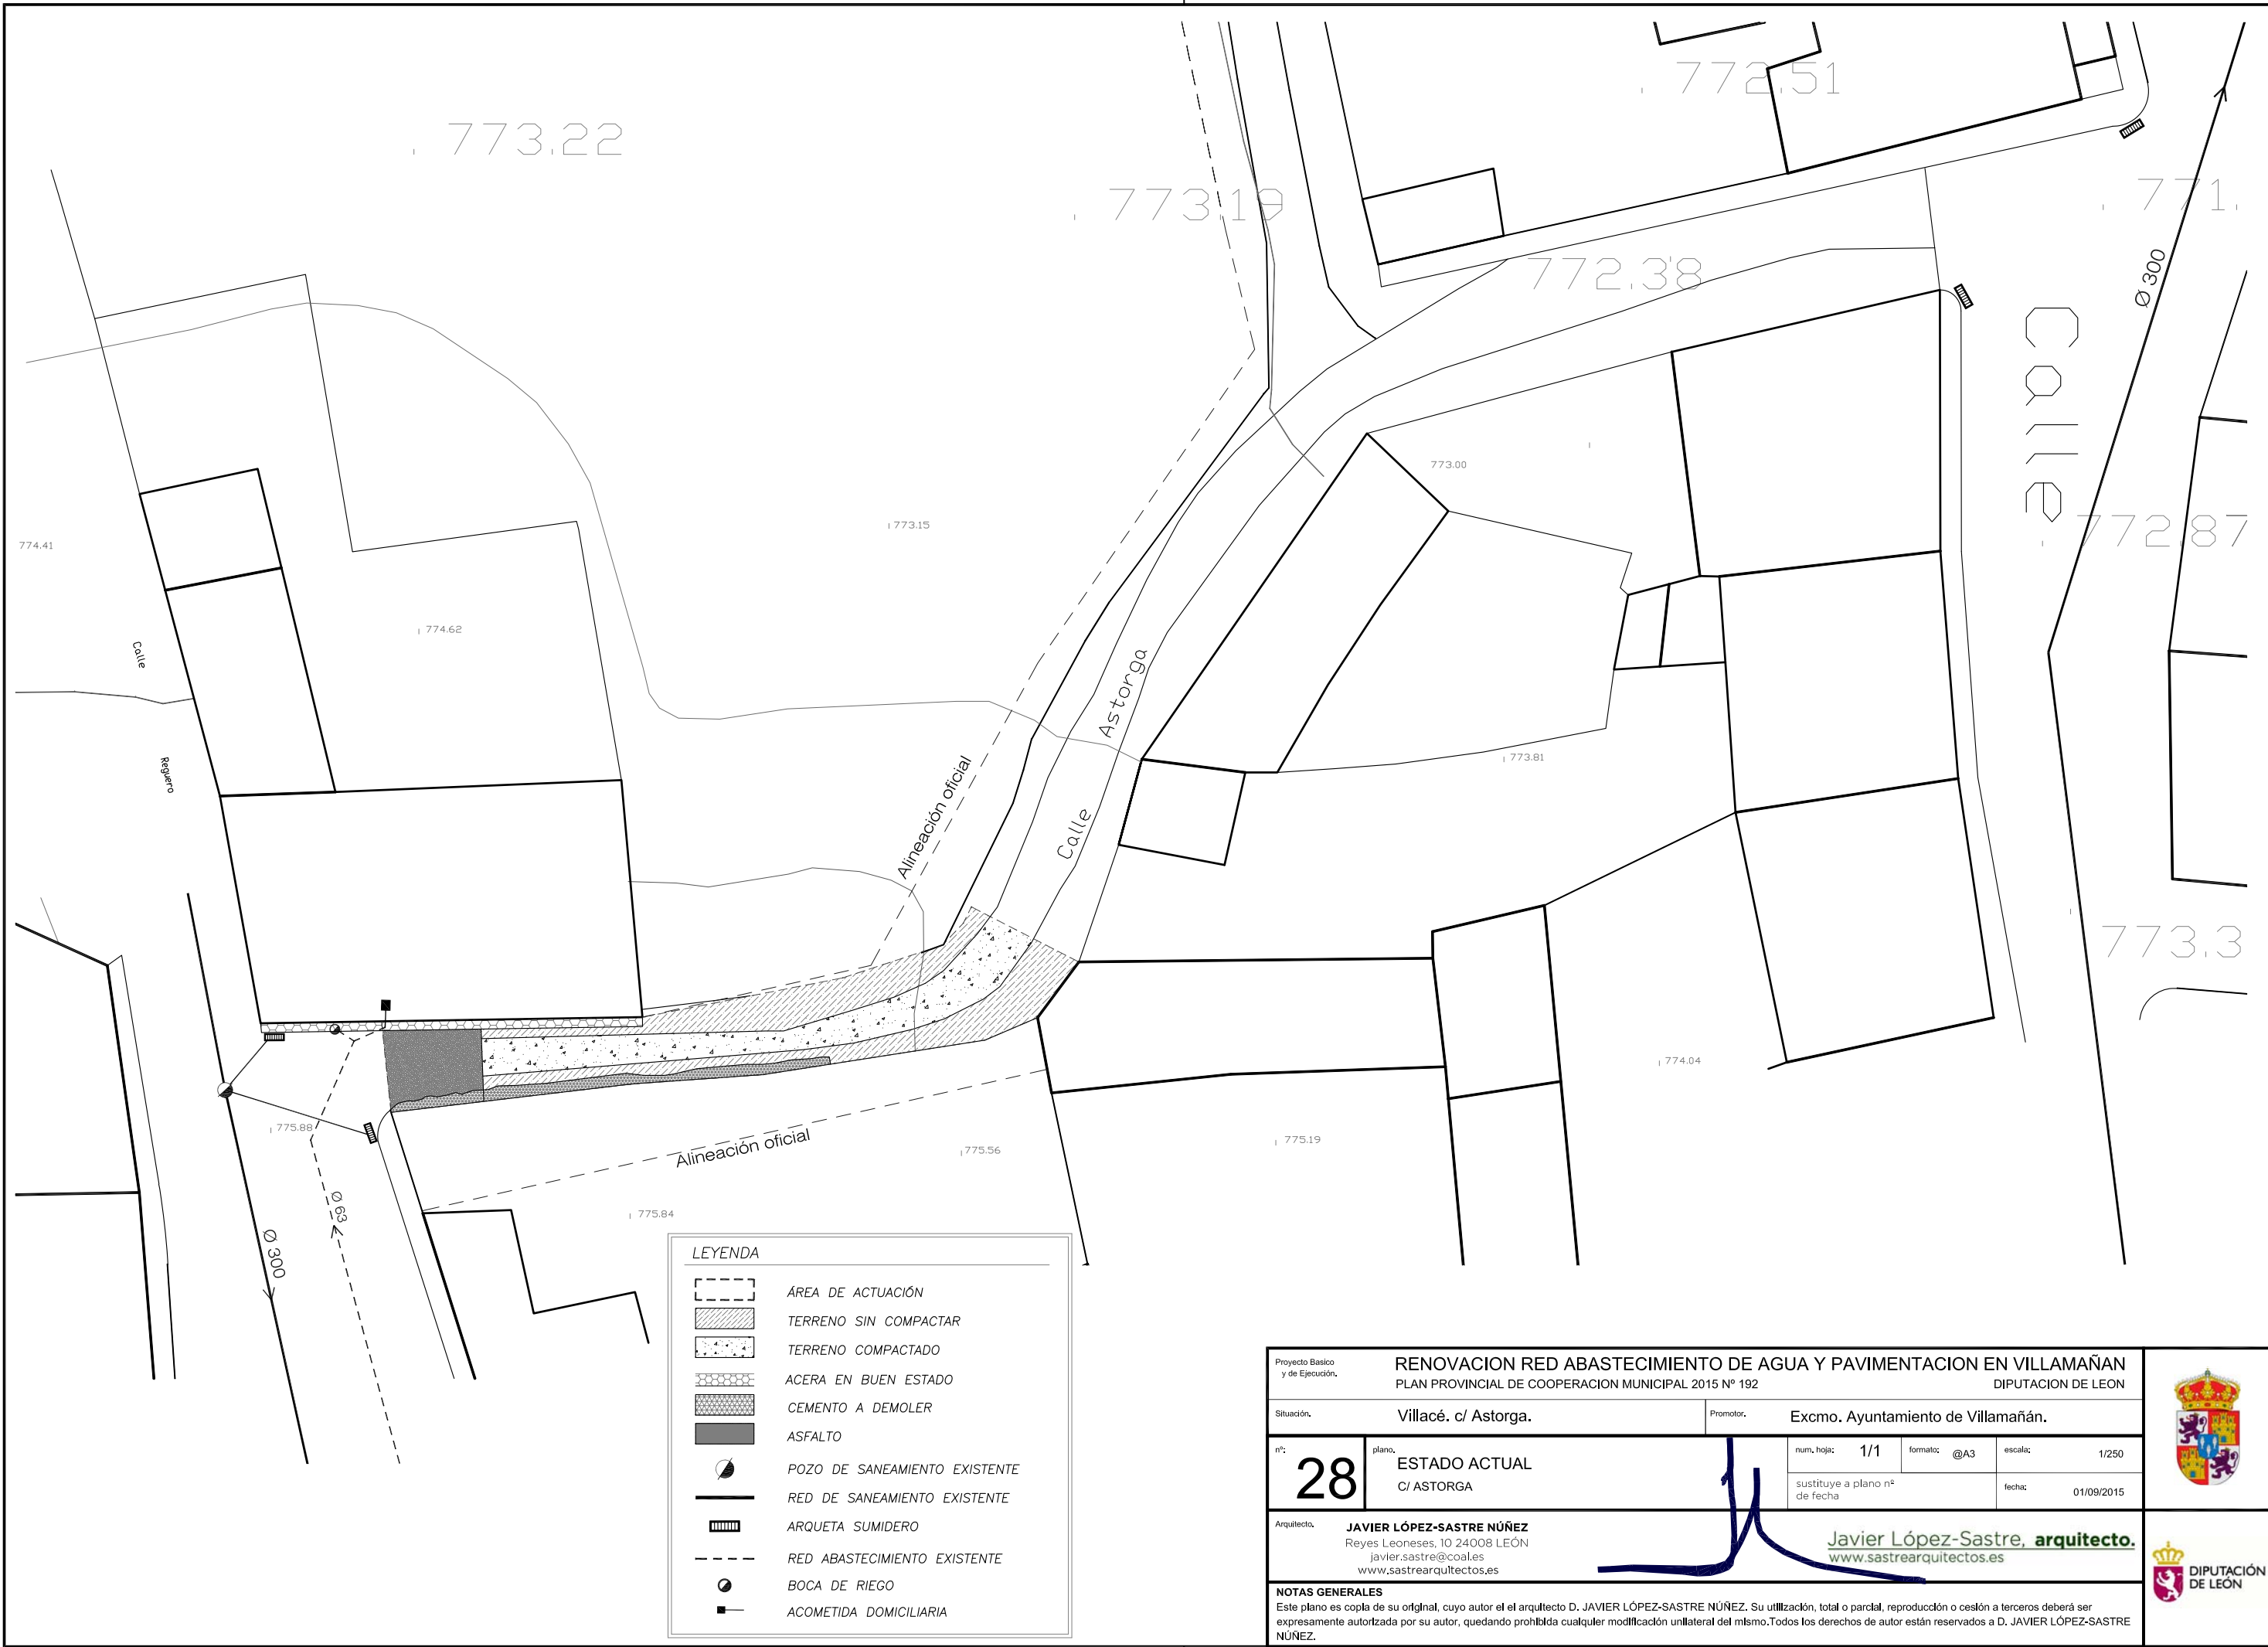 772.51
773.22
773.19
771.
772.38
Ø 300
Calle
773.00
773.15
774.41
772.87
774.62
Calle
Astorga
Reguero
773.81
Alineación oficial
Calle
773.3
774.04
775.88
775.19
Alineación oficial
775.56
Ø 63
775.84
Ø 300
LEYENDA
ÁREA DE ACTUACIÓN
TERRENO SIN COMPACTAR
TERRENO COMPACTADO
ACERA EN BUEN ESTADO
CEMENTO A DEMOLER
ASFALTO
POZO DE SANEAMIENTO EXISTENTE
RED DE SANEAMIENTO EXISTENTE
ARQUETA SUMIDERO
RED ABASTECIMIENTO EXISTENTE
BOCA DE RIEGO
ACOMETIDA DOMICILIARIA
Proyecto Basico
y de Ejecución.
RENOVACION RED ABASTECIMIENTO DE AGUA Y PAVIMENTACION EN VILLAMAÑAN
PLAN PROVINCIAL DE COOPERACION MUNICIPAL 2015 Nº 192 DIPUTACION DE LEON
Situación. Villacé. c/ Astorga. Promotor. Excmo. Ayuntamiento de Villamañán.
nº: 28
plano.
ESTADO ACTUAL
C/ ASTORGA
num. hoja: 1/1 formato: @A3 escala: 1/250
sustituye a plano nº
de fecha
fecha: 01/09/2015
Arquitecto. JAVIER LÓPEZ-SASTRE NÚÑEZ
Reyes Leoneses, 10 24008 LEÓN
javier.sastre@coal.es
www.sastrearquitectos.es
Javier López-Sastre, arquitecto.
www.sastrearquitectos.es
DIPUTACIÓN
DE LEÓN
NOTAS GENERALES
Este plano es copia de su original, cuyo autor el el arquitecto D. JAVIER LÓPEZ-SASTRE NÚÑEZ. Su utilización, total o parcial, reproducción o cesión a terceros deberá ser
expresamente autorizada por su autor, quedando prohibida cualquier modificación unilateral del mismo.Todos los derechos de autor están reservados a D. JAVIER LÓPEZ-SASTRE
NÚÑEZ.